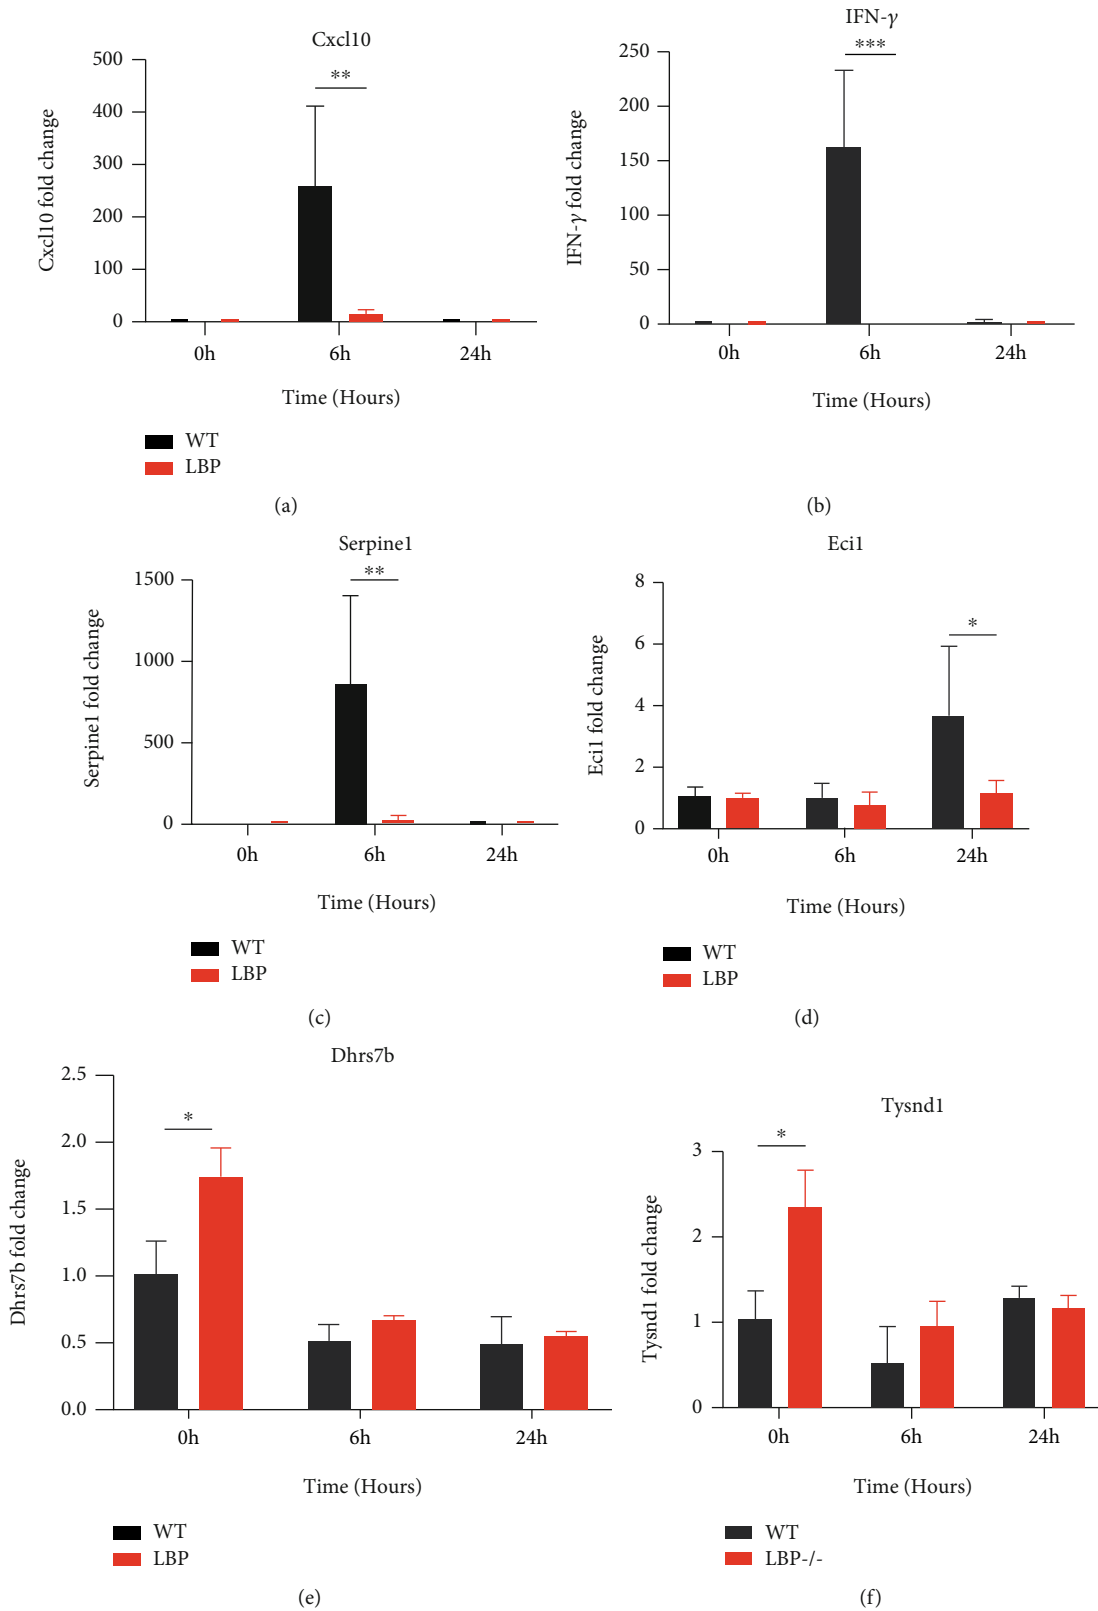 Cxcl10
Cxcl10 fold change
500
400
300
200
100
0
**
0h 6h 24h
Time (Hours)
WT
LBP
(a)
IFN-γ
IFN-γ fold change
250
200
150
100
50
0
***
0h 6h 24h
Time (Hours)
(b)
Serpine1
Serpine1 fold change
1500
1000
500
0
**
0h 6h 24h
Time (Hours)
WT
LBP
(c)
Eci1
Eci1 fold change
8
6
4
2
0
*
0h 6h 24h
Time (Hours)
WT
LBP
(d)
Dhrs7b
Dhrs7b fold change
2.5
2.0
1.5
1.0
0.5
0.0
*
0h 6h 24h
Time (Hours)
WT
LBP
(e)
Tysnd1
Tysnd1 fold change
3
2
1
0
*
0h 6h 24h
Time (Hours)
WT
LBP-/-
(f)